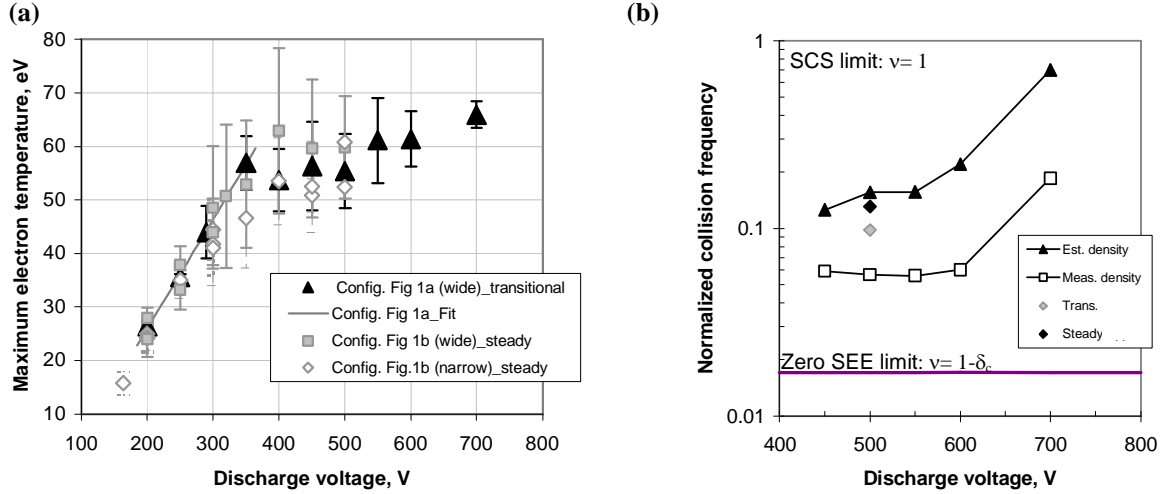 (a)
80
70
60
50
40
30
20
10
Maximum electron temperature, eV
100 200 300 400 500 600 700 800
Discharge voltage, V
Config. Fig 1a (wide)_transitional
Config. Fig 1a_Fit
Config. Fig 1b (wide)_steady
Config. Fig.1b (narrow)_steady
(b)
1
0.1
0.01
Normalized collision frequency
SCS limit: ν= 1
Est. density
Meas. density
Trans.
Steady
Zero SEE limit: ν= 1-δc
400 500 600 700 800
Discharge voltage, V